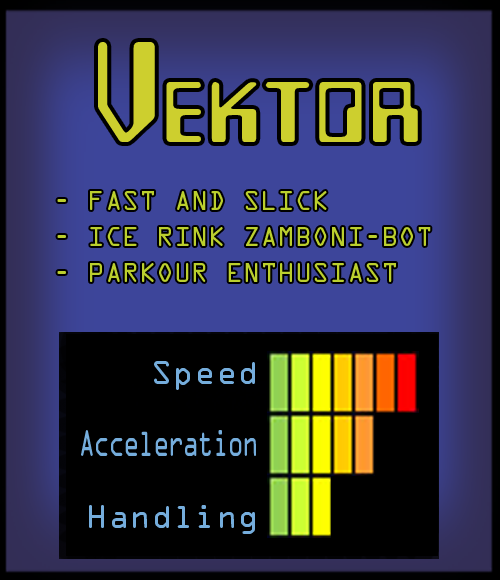 Vektor
- FAST AND SLICK
- ICE RINK ZAMBONI-BOT
- PARKOUR ENTHUSIAST
Speed
Acceleration
Handling